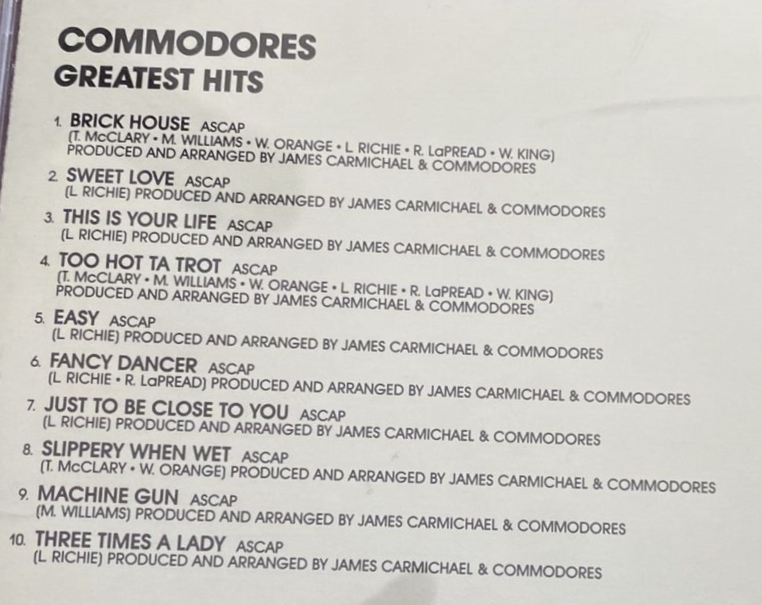 COMMODORES
GREATEST HITS
1. BRICK HOUSE ASCAP
(T. McCLARY • M. WILLIAMS • W. ORANGE • L RICHIE • R. LaPREAD • W. KING)
PRODUCED AND ARRANGED BY JAMES CARMICHAEL & COMMODORES
2. SWEET LOVE ASCAP
(L RICHIE) PRODUCED AND ARRANGED BY JAMES CARMICHAEL & COMMODORES
3. THIS IS YOUR LIFE ASCAP
(L RICHIE) PRODUCED AND ARRANGED BY JAMES CARMICHAEL & COMMODORES
4. TOO HOT TA TROT ASCAP
(T. McCLARY • M. WILLIAMS • W. ORANGE • L RICHIE • R. LaPREAD • W. KING)
PRODUCED AND ARRANGED BY JAMES CARMICHAEL & COMMODORES
5. EASY ASCAP
(L RICHIE) PRODUCED AND ARRANGED BY JAMES CARMICHAEL & COMMODORES
6. FANCY DANCER ASCAP
(L RICHIE • R. LaPREAD) PRODUCED AND ARRANGED BY JAMES CARMICHAEL & COMMODORES
7. JUST TO BE CLOSE TO YOU ASCAP
(L RICHIE) PRODUCED AND ARRANGED BY JAMES CARMICHAEL & COMMODORES
8. SLIPPERY WHEN WET ASCAP
(T. McCLARY • W. ORANGE) PRODUCED AND ARRANGED BY JAMES CARMICHAEL & COMMODORES
9. MACHINE GUN ASCAP
(M. WILLIAMS) PRODUCED AND ARRANGED BY JAMES CARMICHAEL & COMMODORES
10. THREE TIMES A LADY ASCAP
(L RICHIE) PRODUCED AND ARRANGED BY JAMES CARMICHAEL & COMMODORES